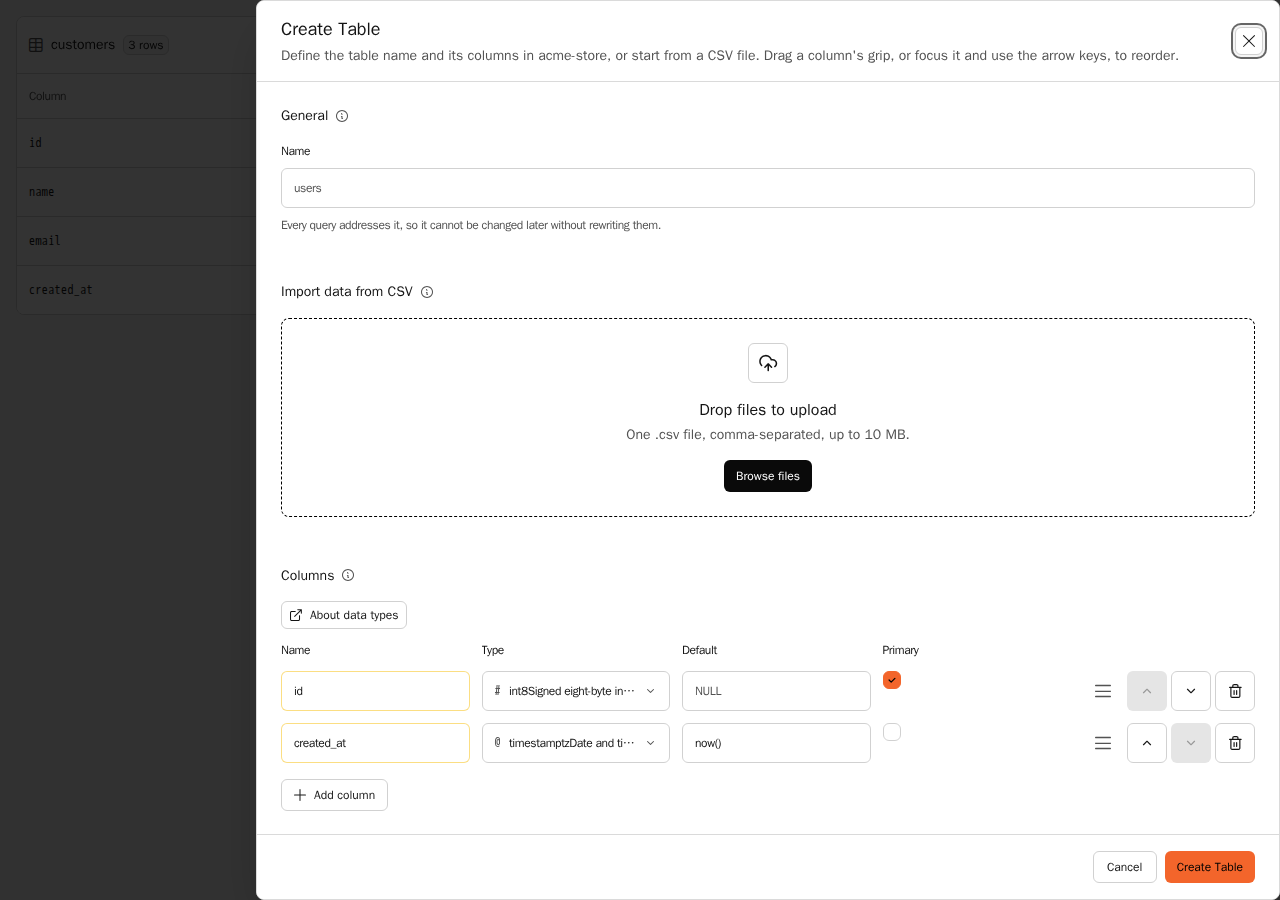 customers 3 rows
Column
id
name
email
created_at
Create Table
Define the table name and its columns in acme-store, or start from a CSV file. Drag a column's grip, or focus it and use the arrow keys, to reorder.
General
Name
users
Every query addresses it, so it cannot be changed later without rewriting them.
Import data from CSV
Drop files to upload
One .csv file, comma-separated, up to 10 MB.
Browse files
Columns
About data types
Name Type Default Primary
id # int8Signed eight-byte in··· NULL
created_at @ timestamptzDate and ti··· now()
Add column
Cancel Create Table